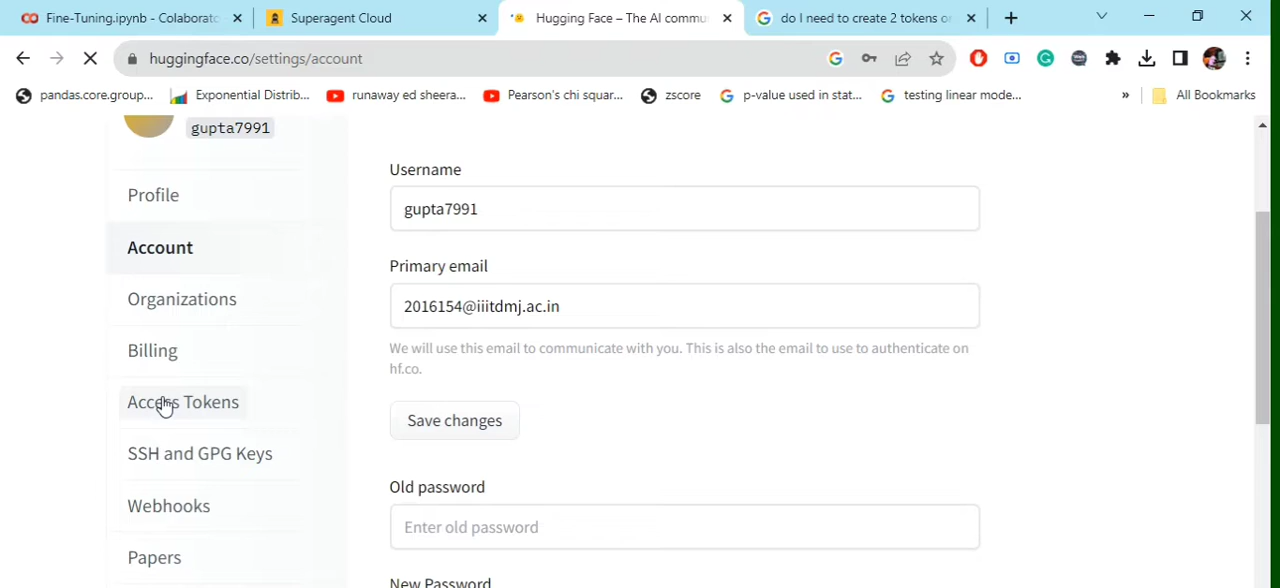 Fine-Tuning.ipynb - Colaborato
Superagent Cloud
Hugging Face – The AI commu
do I need to create 2 tokens o
huggingface.co/settings/account
pandas.core.group...
Exponential Distrib...
runaway ed sheera...
Pearson's chi squar...
zscore
p-value used in stat...
testing linear mode...
»
All Bookmarks
gupta7991
Profile
Account
Organizations
Billing
Access Tokens
SSH and GPG Keys
Webhooks
Papers
Username
gupta7991
Primary email
2016154@iiitdmj.ac.in
We will use this email to communicate with you. This is also the email to use to authenticate on
hf.co.
Save changes
Old password
Enter old password
New Password